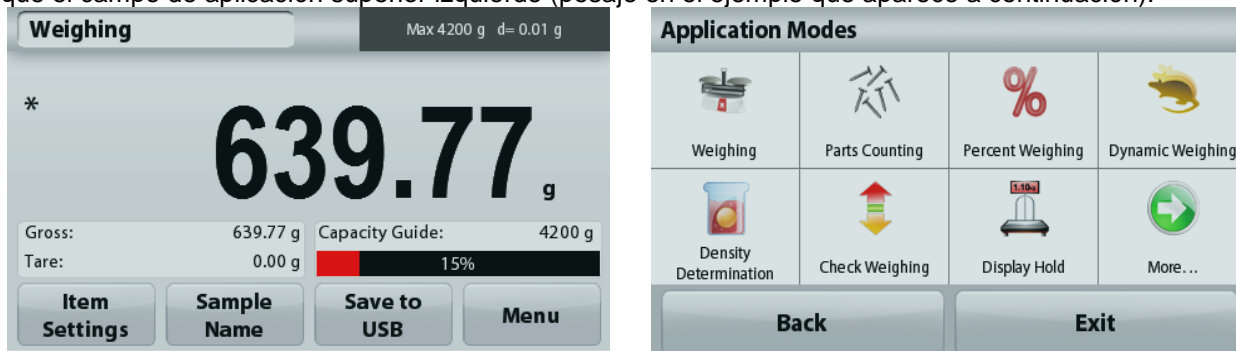 que el campo de aplicación superior izquierdo (pesaje en el ejemplo que aparece a continuación).
Weighing
Max 4200 g d= 0.01 g
*
639.77 g
Gross: 639.77 g
Tare: 0.00 g
Capacity Guide: 4200 g
15%
Item
Settings
Sample
Name
Save to
USB
Menu
Application Modes
Weighing
Parts Counting
Percent Weighing
Dynamic Weighing
1.10kg
Density
Determination
Check Weighing
Display Hold
More...
Back
Exit